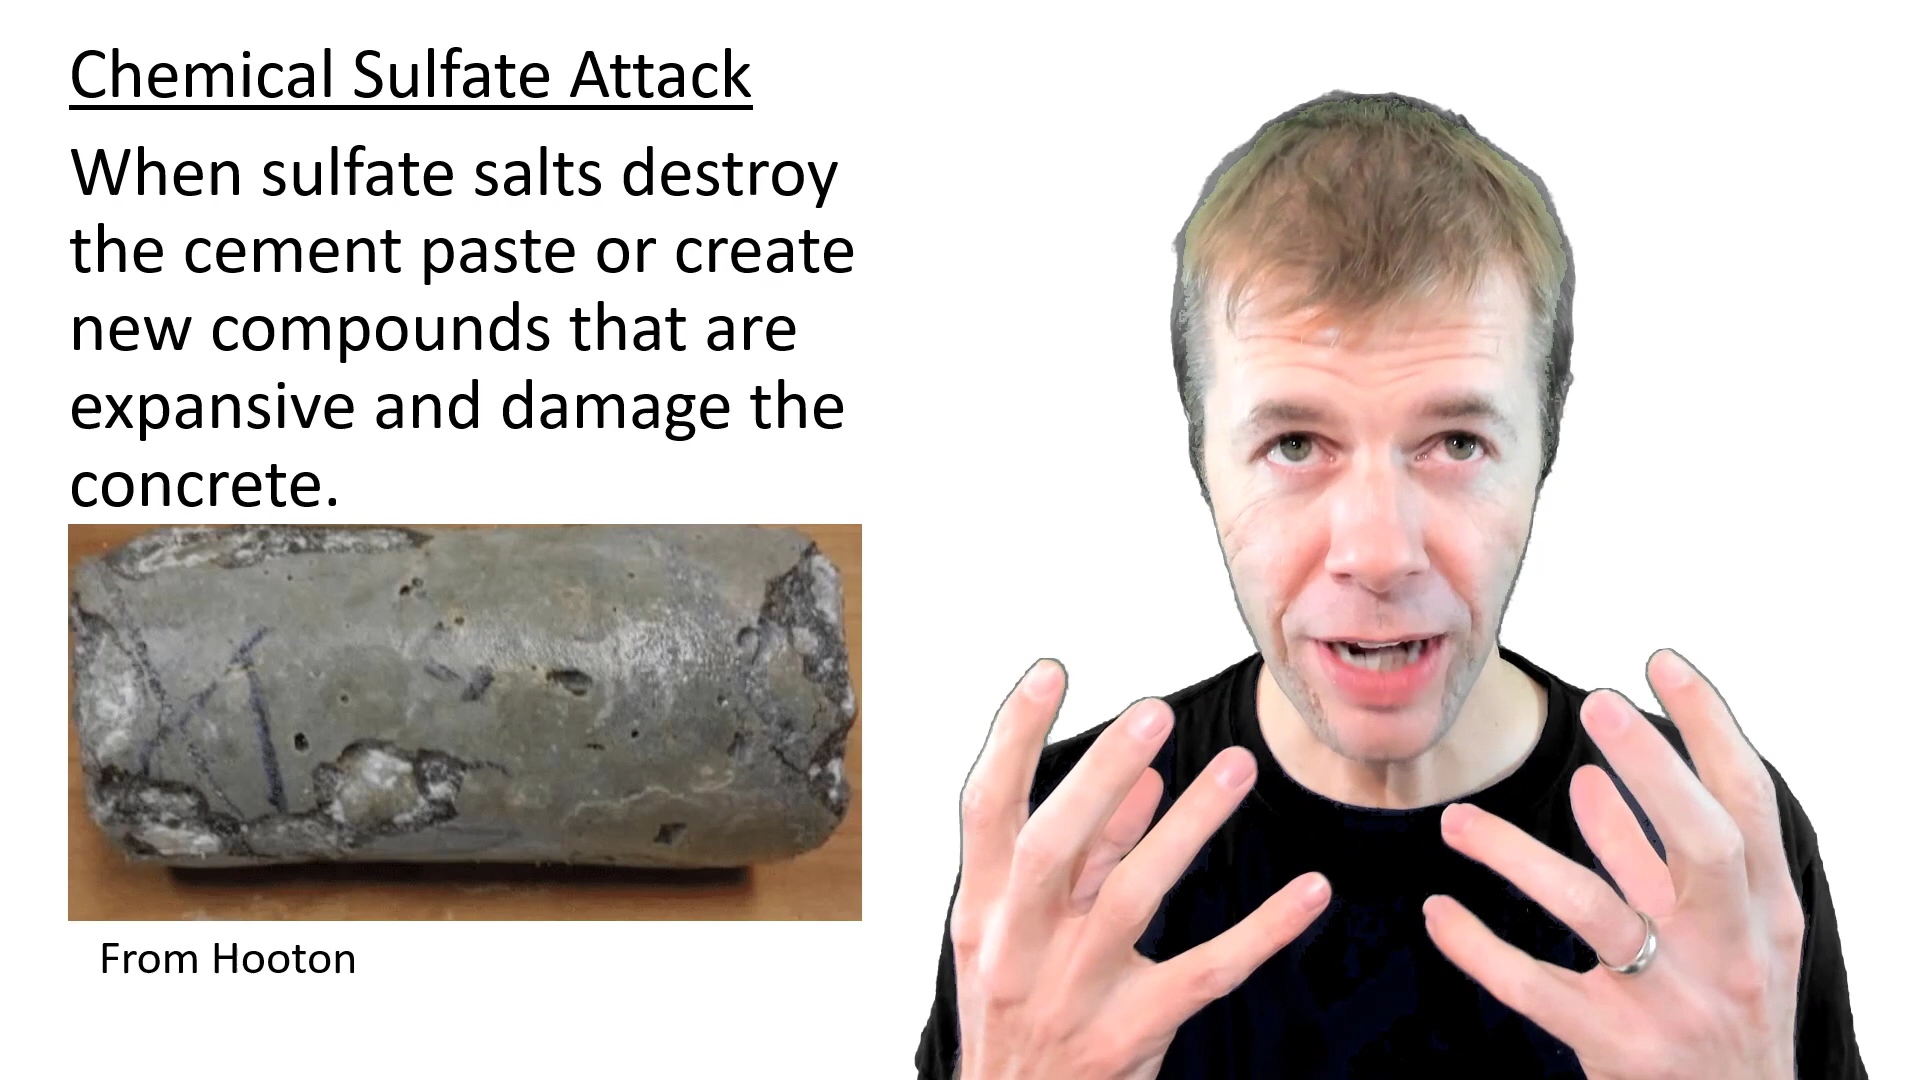 Chemical Sulfate Attack
When sulfate salts destroy
the cement paste or create
new compounds that are
expansive and damage the
concrete.
From Hooton